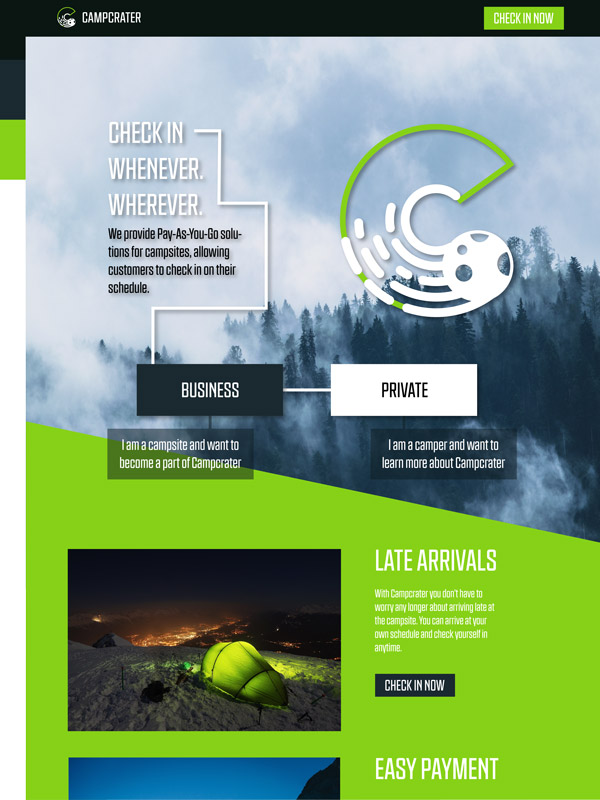 CAMPCRATER
CHECK IN NOW
CHECK IN
WHENEVER.
WHEREVER.
We provide Pay-As-You-Go solu-
tions for campsites, allowing
customers to check in on their
schedule.
BUSINESS
PRIVATE
I am a campsite and want to
become a part of Campcrater
I am a camper and want to
learn more about Campcrater
LATE ARRIVALS
With Campcrater you don't have to
worry any longer about arriving late at
the campsite. You can arrive at your
own schedule and check yourself in
anytime.
CHECK IN NOW
EASY PAYMENT